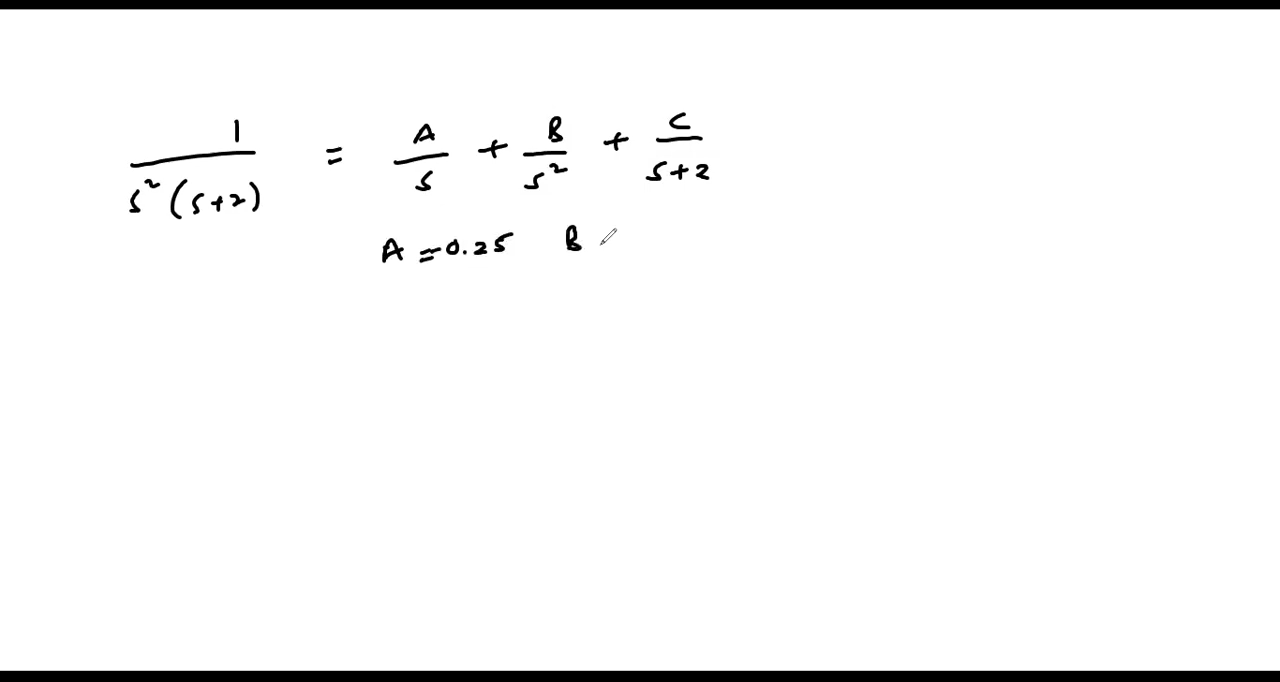 1/(s²(s+2)) = A/s + B/s² + C/(s+2)
A = -0.25 B